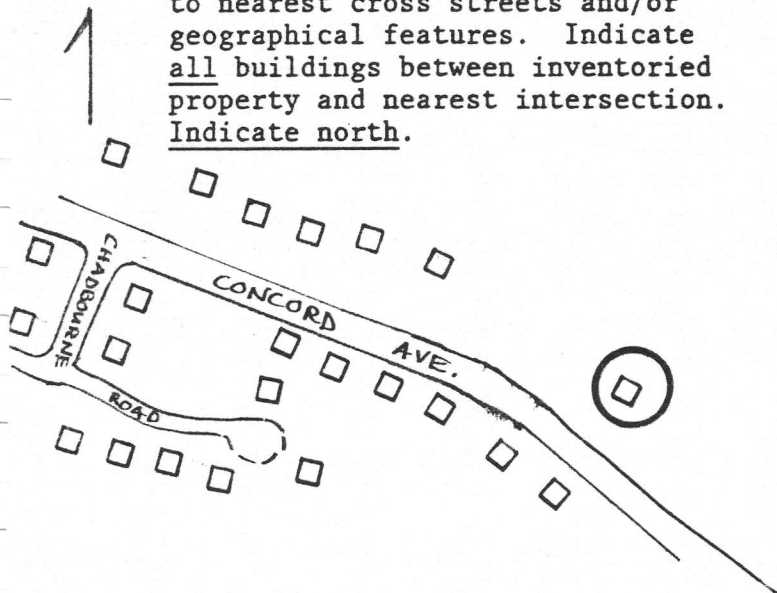 to nearest cross streets and/or
geographical features. Indicate
all buildings between inventoried
property and nearest intersection.
Indicate north.
CHADBOURNE
CONCORD AVE.
ROAD